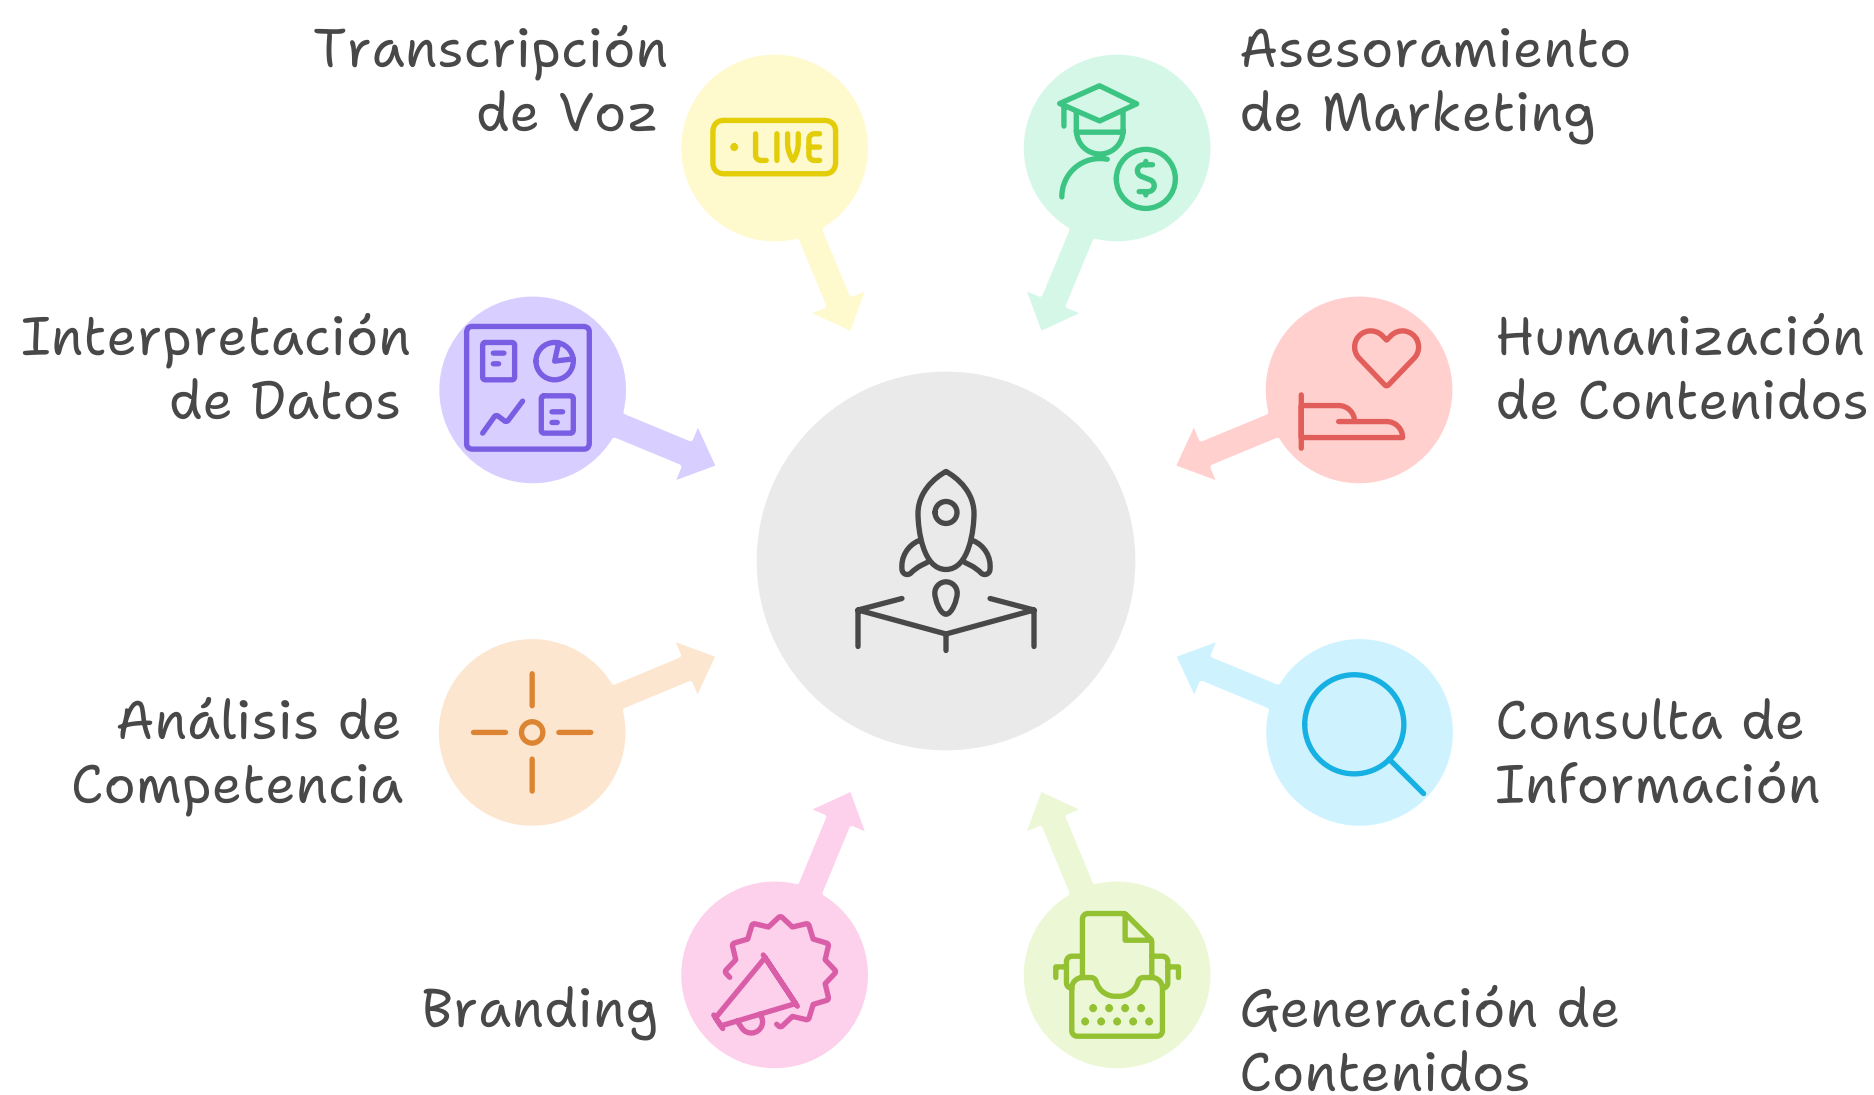 Transcripción
de Voz
LIVE
Asesoramiento
de Marketing
$
Interpretación
de Datos
Humanización
de Contenidos
Análisis de
Competencia
Consulta de
Información
Branding
Generación de
Contenidos